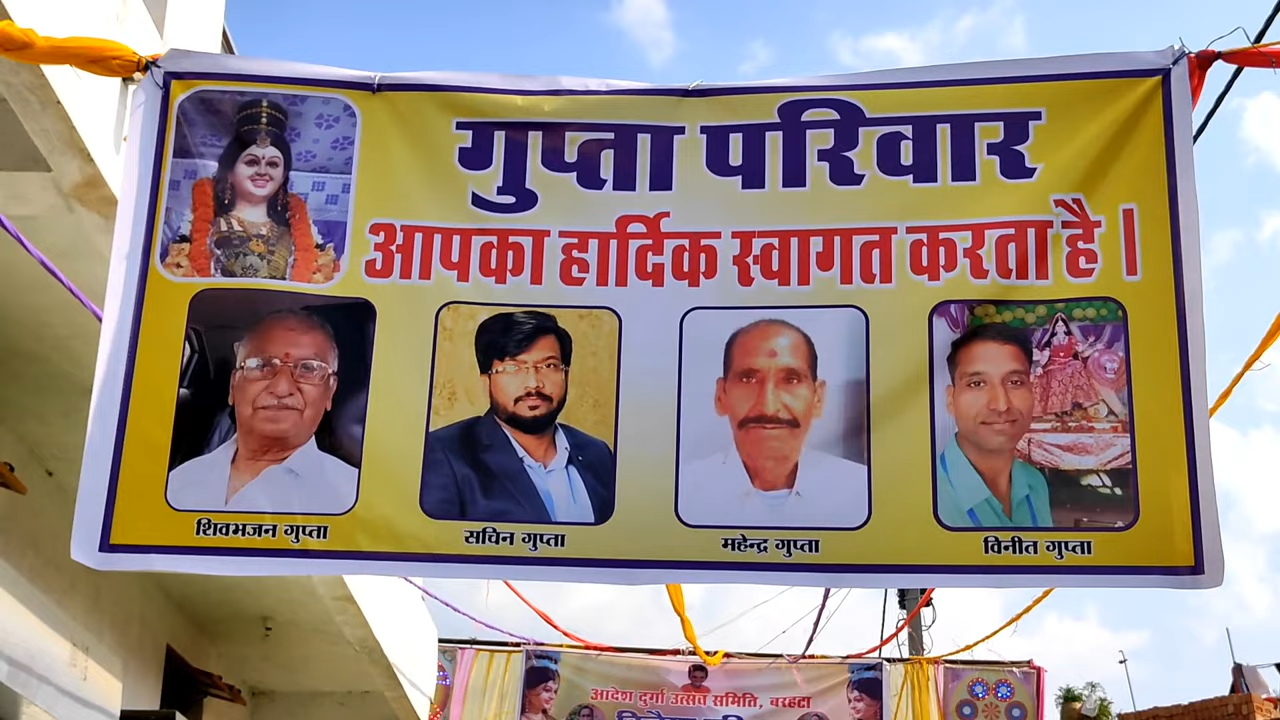 गुप्ता परिवार
आपका हार्दिक स्वागत करता है।
शिवभजन गुप्ता
सचिन गुप्ता
महेन्द्र गुप्ता
विनीत गुप्ता
आदेश दुर्गा उत्सव समिति, बरहटा